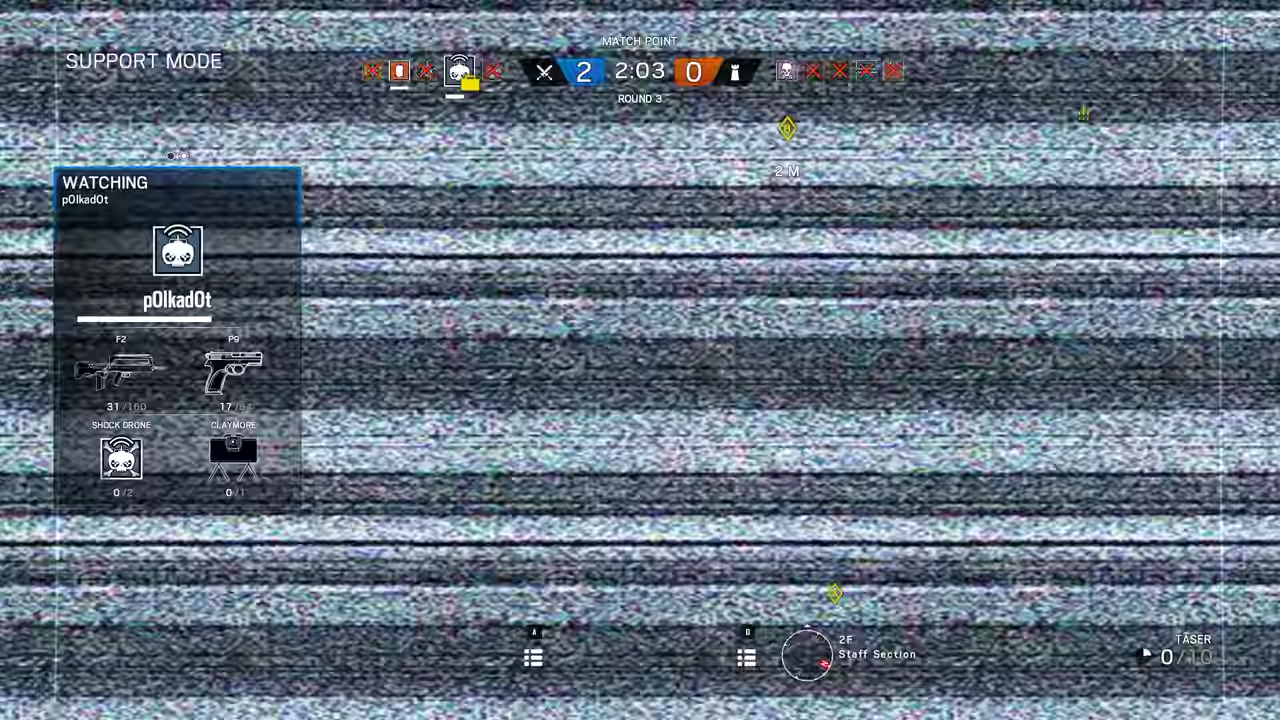 MATCH POINT
SUPPORT MODE
2 2:03 0
ROUND 3
2 M
WATCHING
p0lkad0t
p0lkad0t
F2 P9
31/160 17
SHOCK DRONE CLAYMORE
0/2 0/1
A B
2F
Staff Section
TASER
0/10